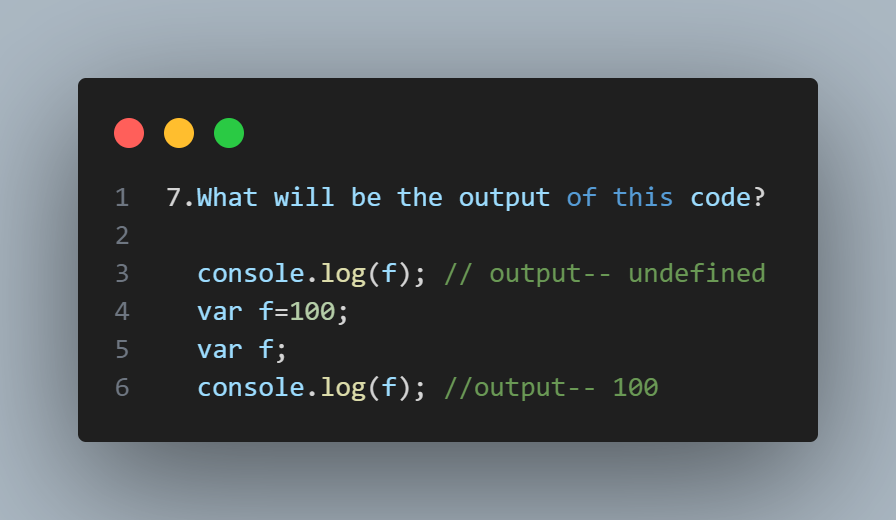 1 7.What will be the output of this code?
2
3 console.log(f); // output-- undefined
4 var f=100;
5 var f;
6 console.log(f); //output-- 100